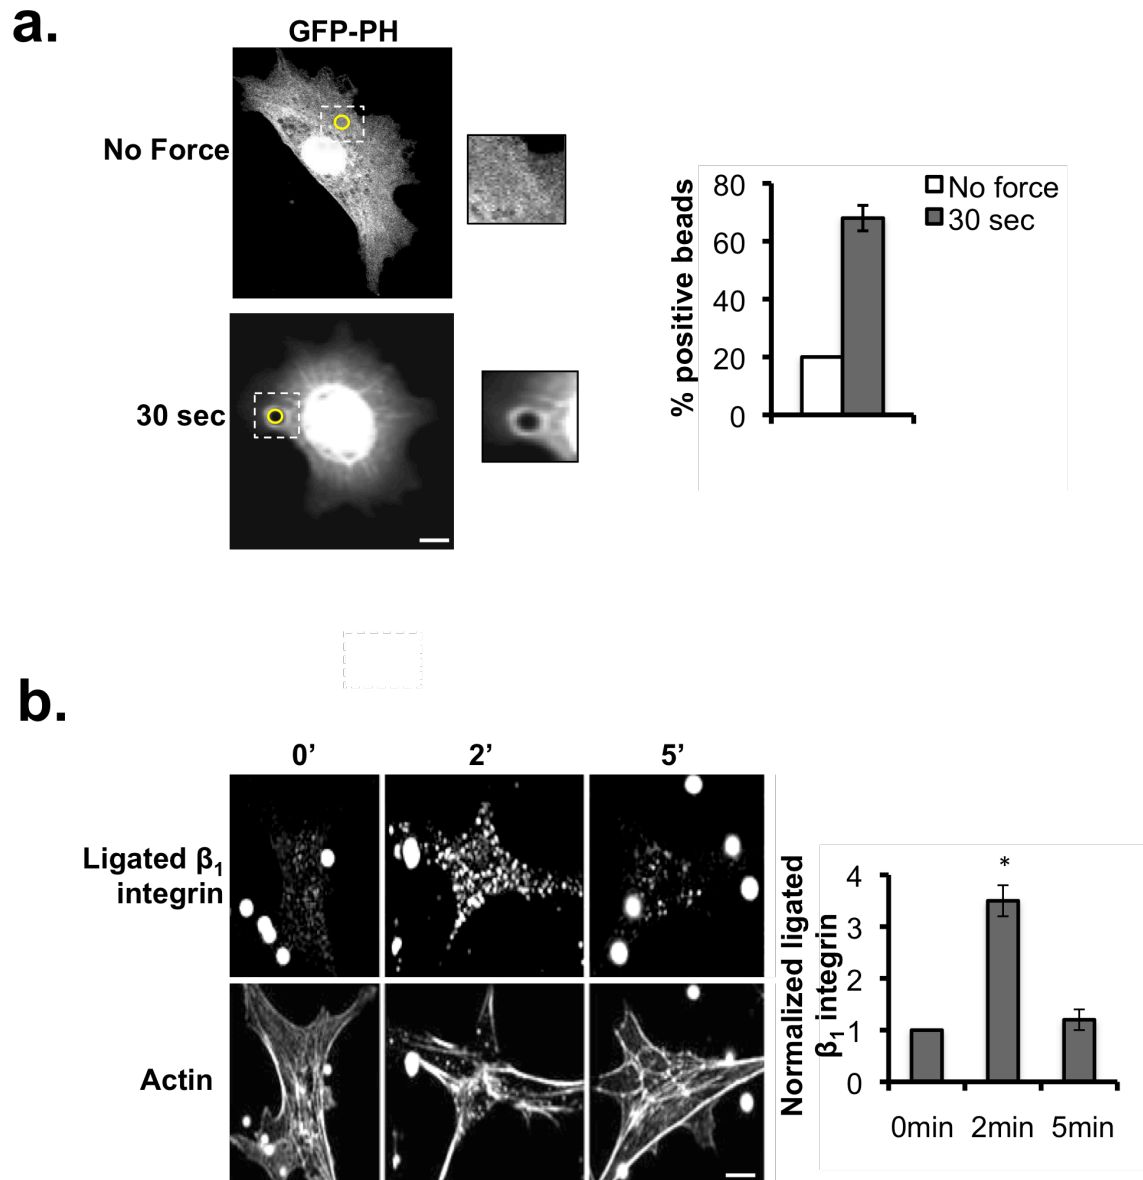 a.
GFP-PH
No Force
30 sec
80
60
40
20
0
% positive beads
No force
30 sec
b.
0’
2’
5’
Ligated β1
integrin
Actin
Normalized ligated
β1 integrin
4
3
2
1
0
*
0min 2min 5min